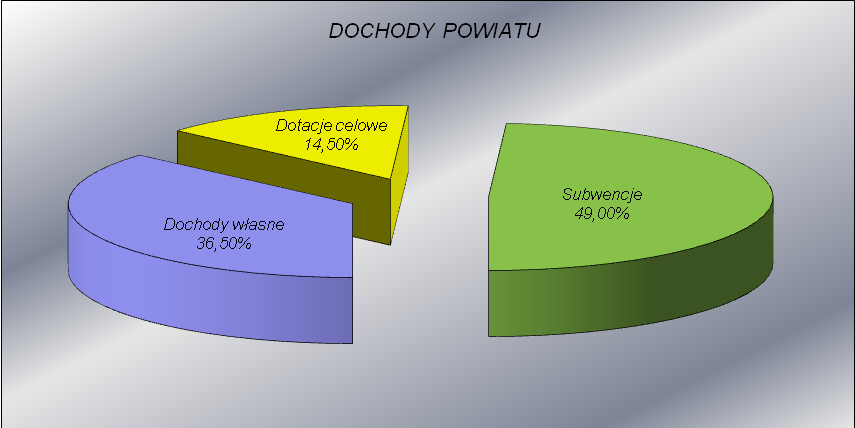 DOCHODY POWIATU
Dotacje celowe
14,50%
Subwencje
49,00%
Dochody własne
36,50%